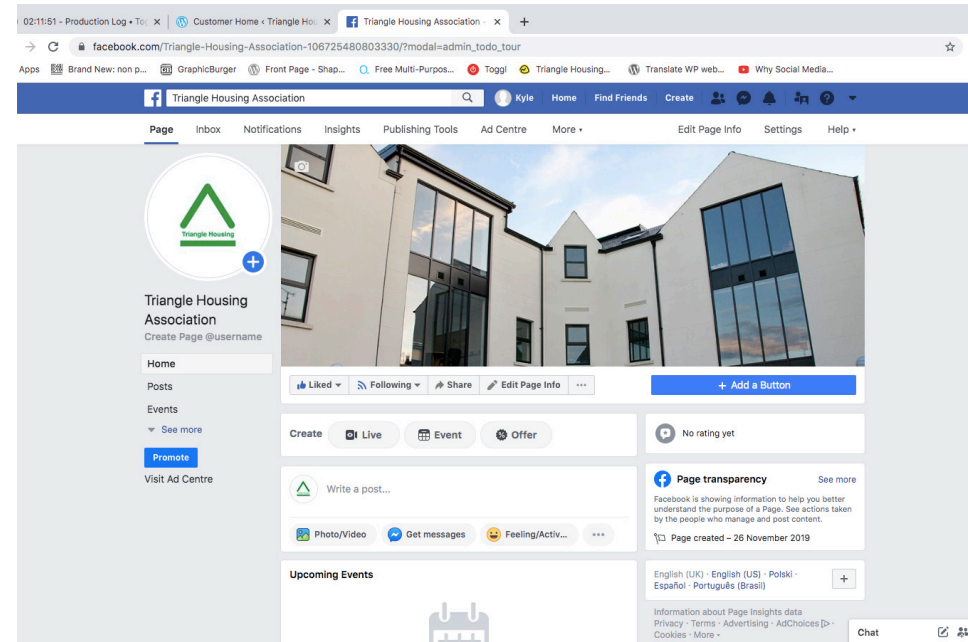 02:11:51 - Production Log • To
Customer Home ‹ Triangle Hou
Triangle Housing Association -
facebook.com/Triangle-Housing-Association-106725480803330/?modal=admin_todo_tour
Apps Brand New: non p... GraphicBurger Front Page - Shap... Free Multi-Purpos... Toggl Triangle Housing... Translate WP web... Why Social Media...
Triangle Housing Association Kyle Home Find Friends Create
Page Inbox Notifications Insights Publishing Tools Ad Centre More Edit Page Info Settings Help
Triangle Housing
Triangle Housing
Association
Create Page @username
Home
Posts
Events
See more
Promote
Visit Ad Centre
Liked Following Share Edit Page Info ...
+ Add a Button
Create Live Event Offer
Write a post...
Photo/Video Get messages Feeling/Activ... ...
Upcoming Events
No rating yet
Page transparency See more
Facebook is showing information to help you better
understand the purpose of a Page. See actions taken
by the people who manage and post content.
Page created – 26 November 2019
English (UK) · English (US) · Polski ·
Español · Português (Brasil)
Information about Page Insights data
Privacy · Terms · Advertising · AdChoices ·
Cookies · More
Chat